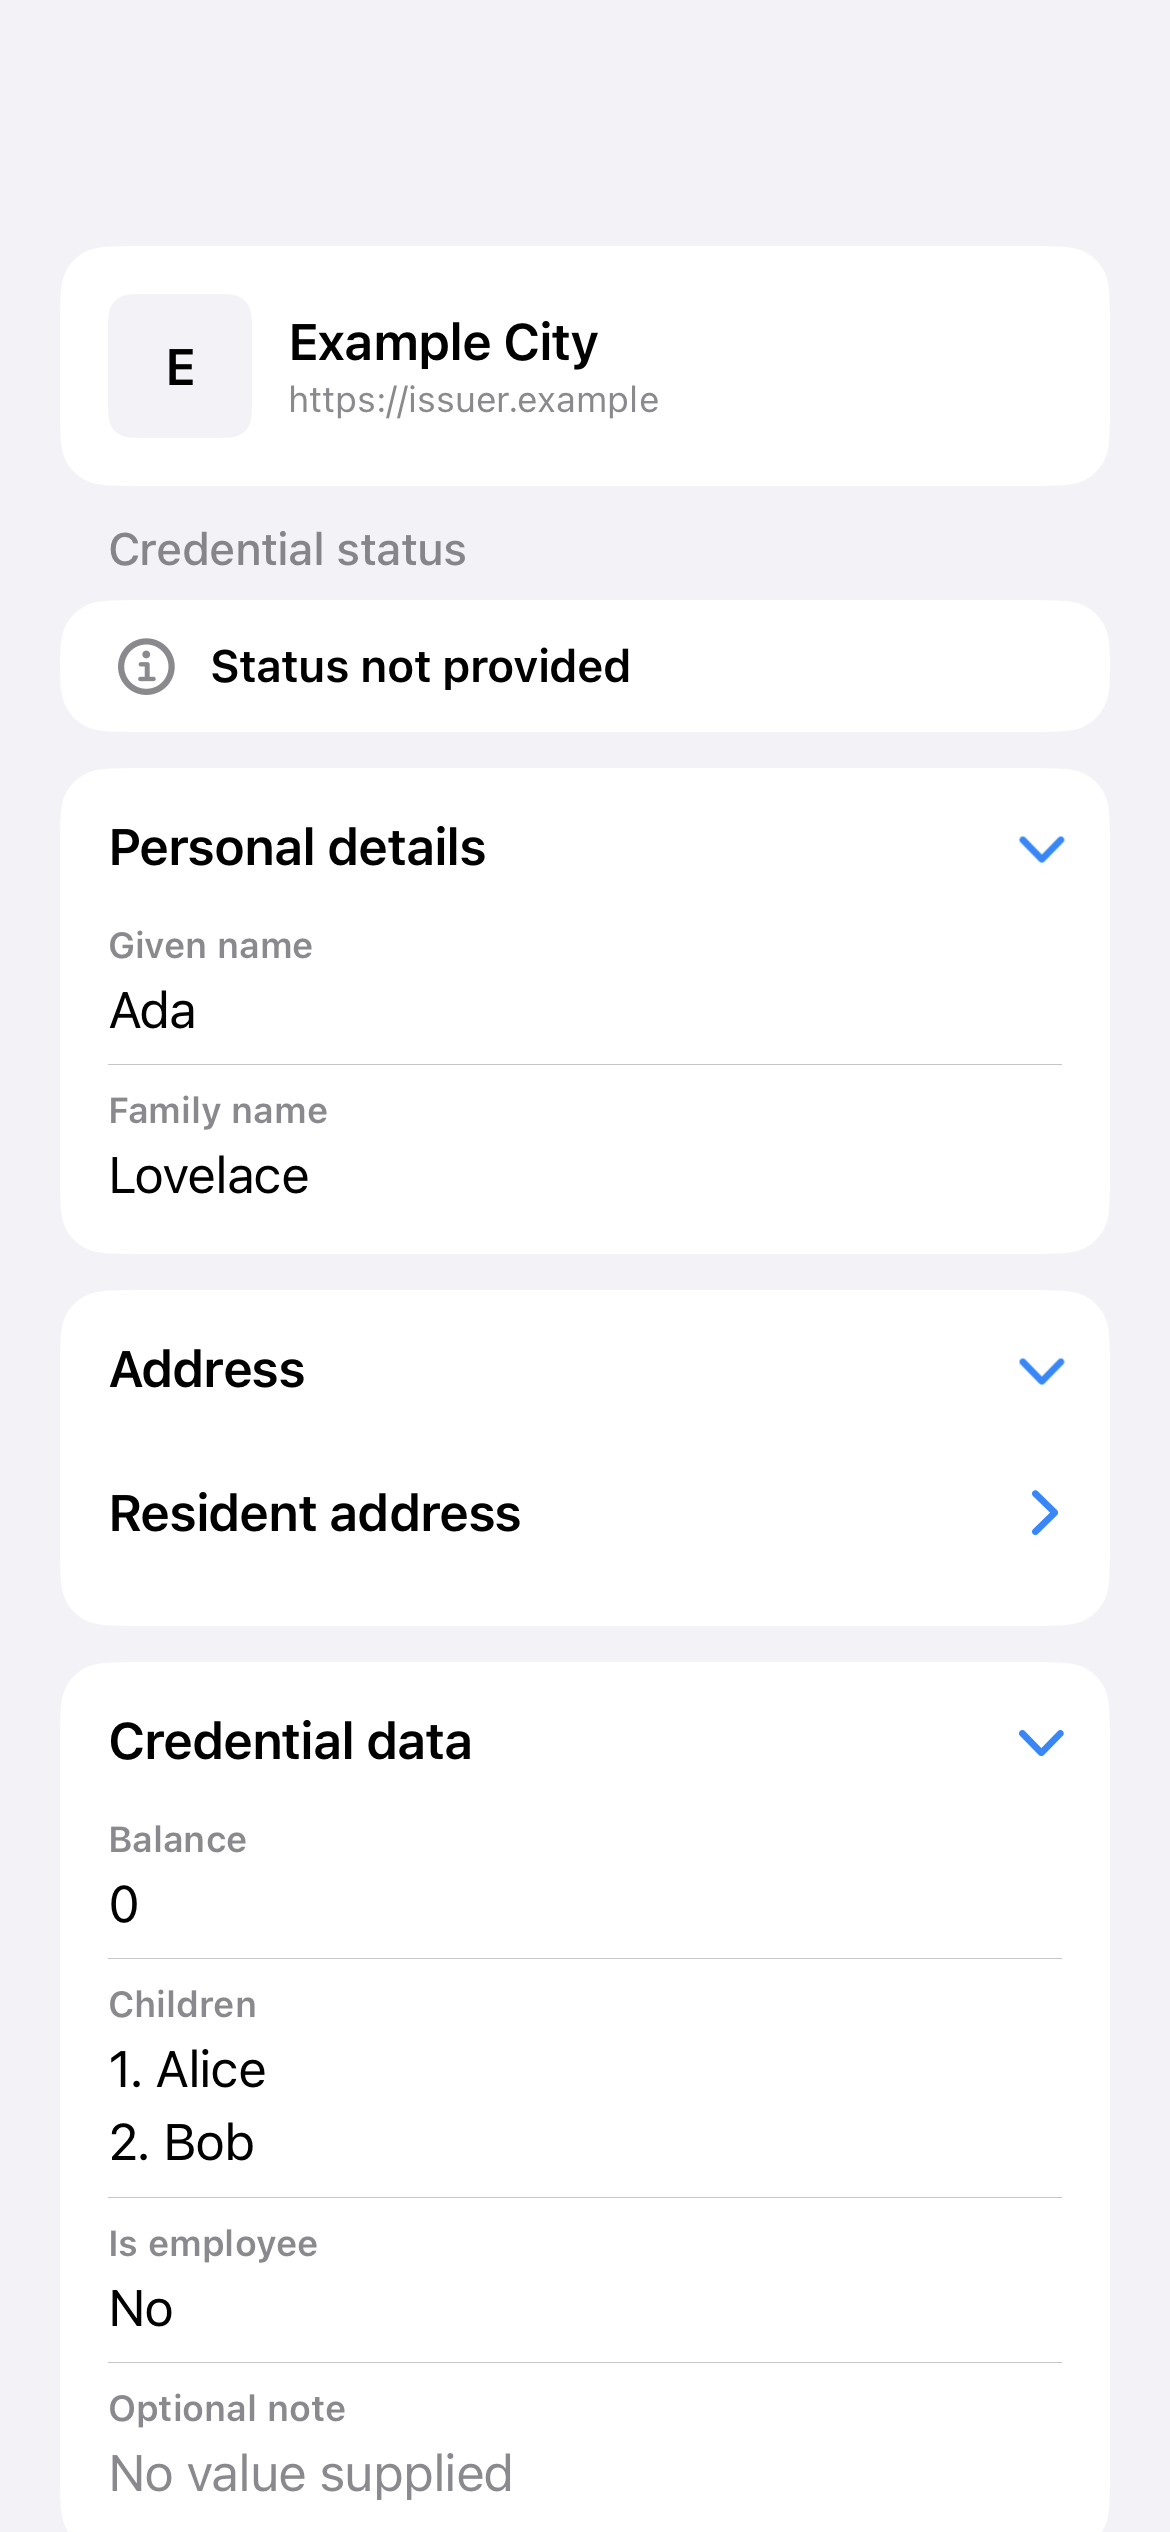 E
Example City
https://issuer.example
Credential status
Status not provided
Personal details
Given name
Ada
Family name
Lovelace
Address
Resident address
Credential data
Balance
0
Children
1. Alice
2. Bob
Is employee
No
Optional note
No value supplied